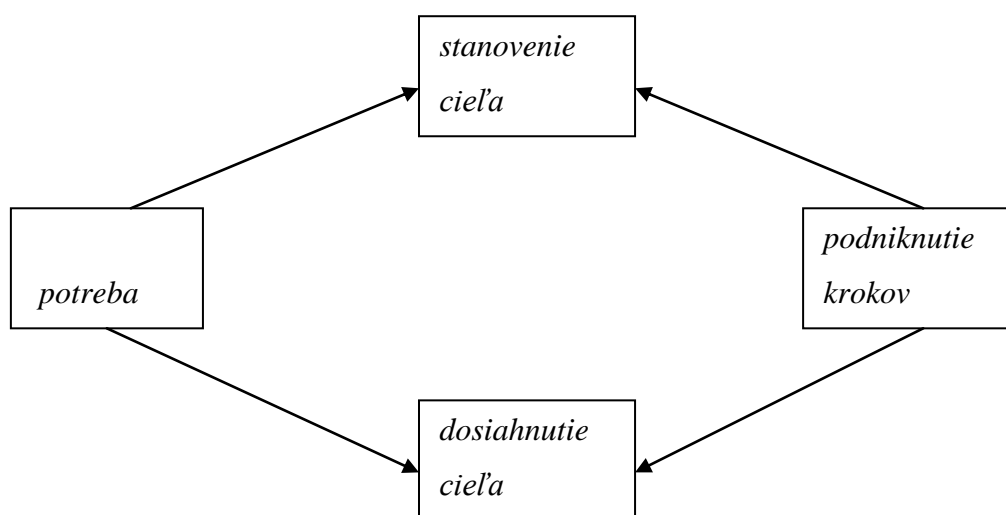 stanovenie
cieľa
potreba
podniknutie
krokov
dosiahnutie
cieľa